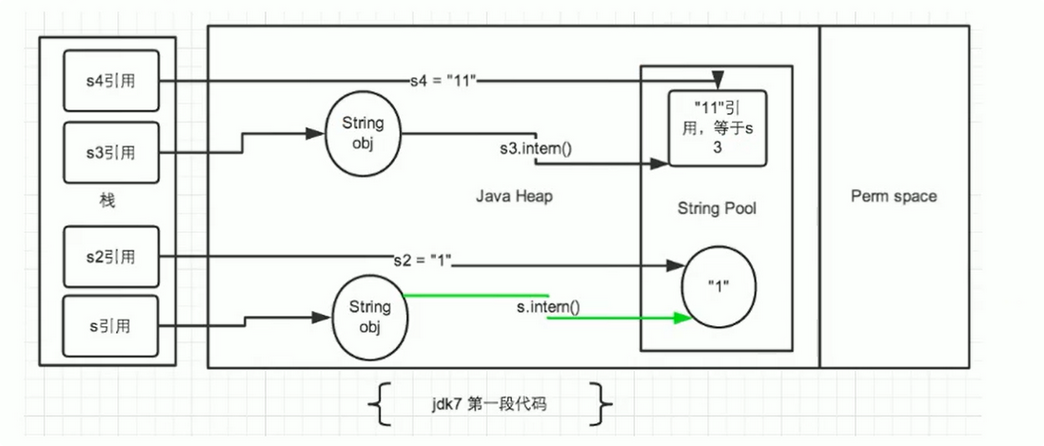 s4引用
s4 = "11"
"11"引
用，等于s
3
String
obj
s3引用
s3.intern()
栈
Java Heap
String Pool
Perm space
s2引用
s2 = "1"
"1"
String
obj
s.intern()
s引用
jdk7 第一段代码